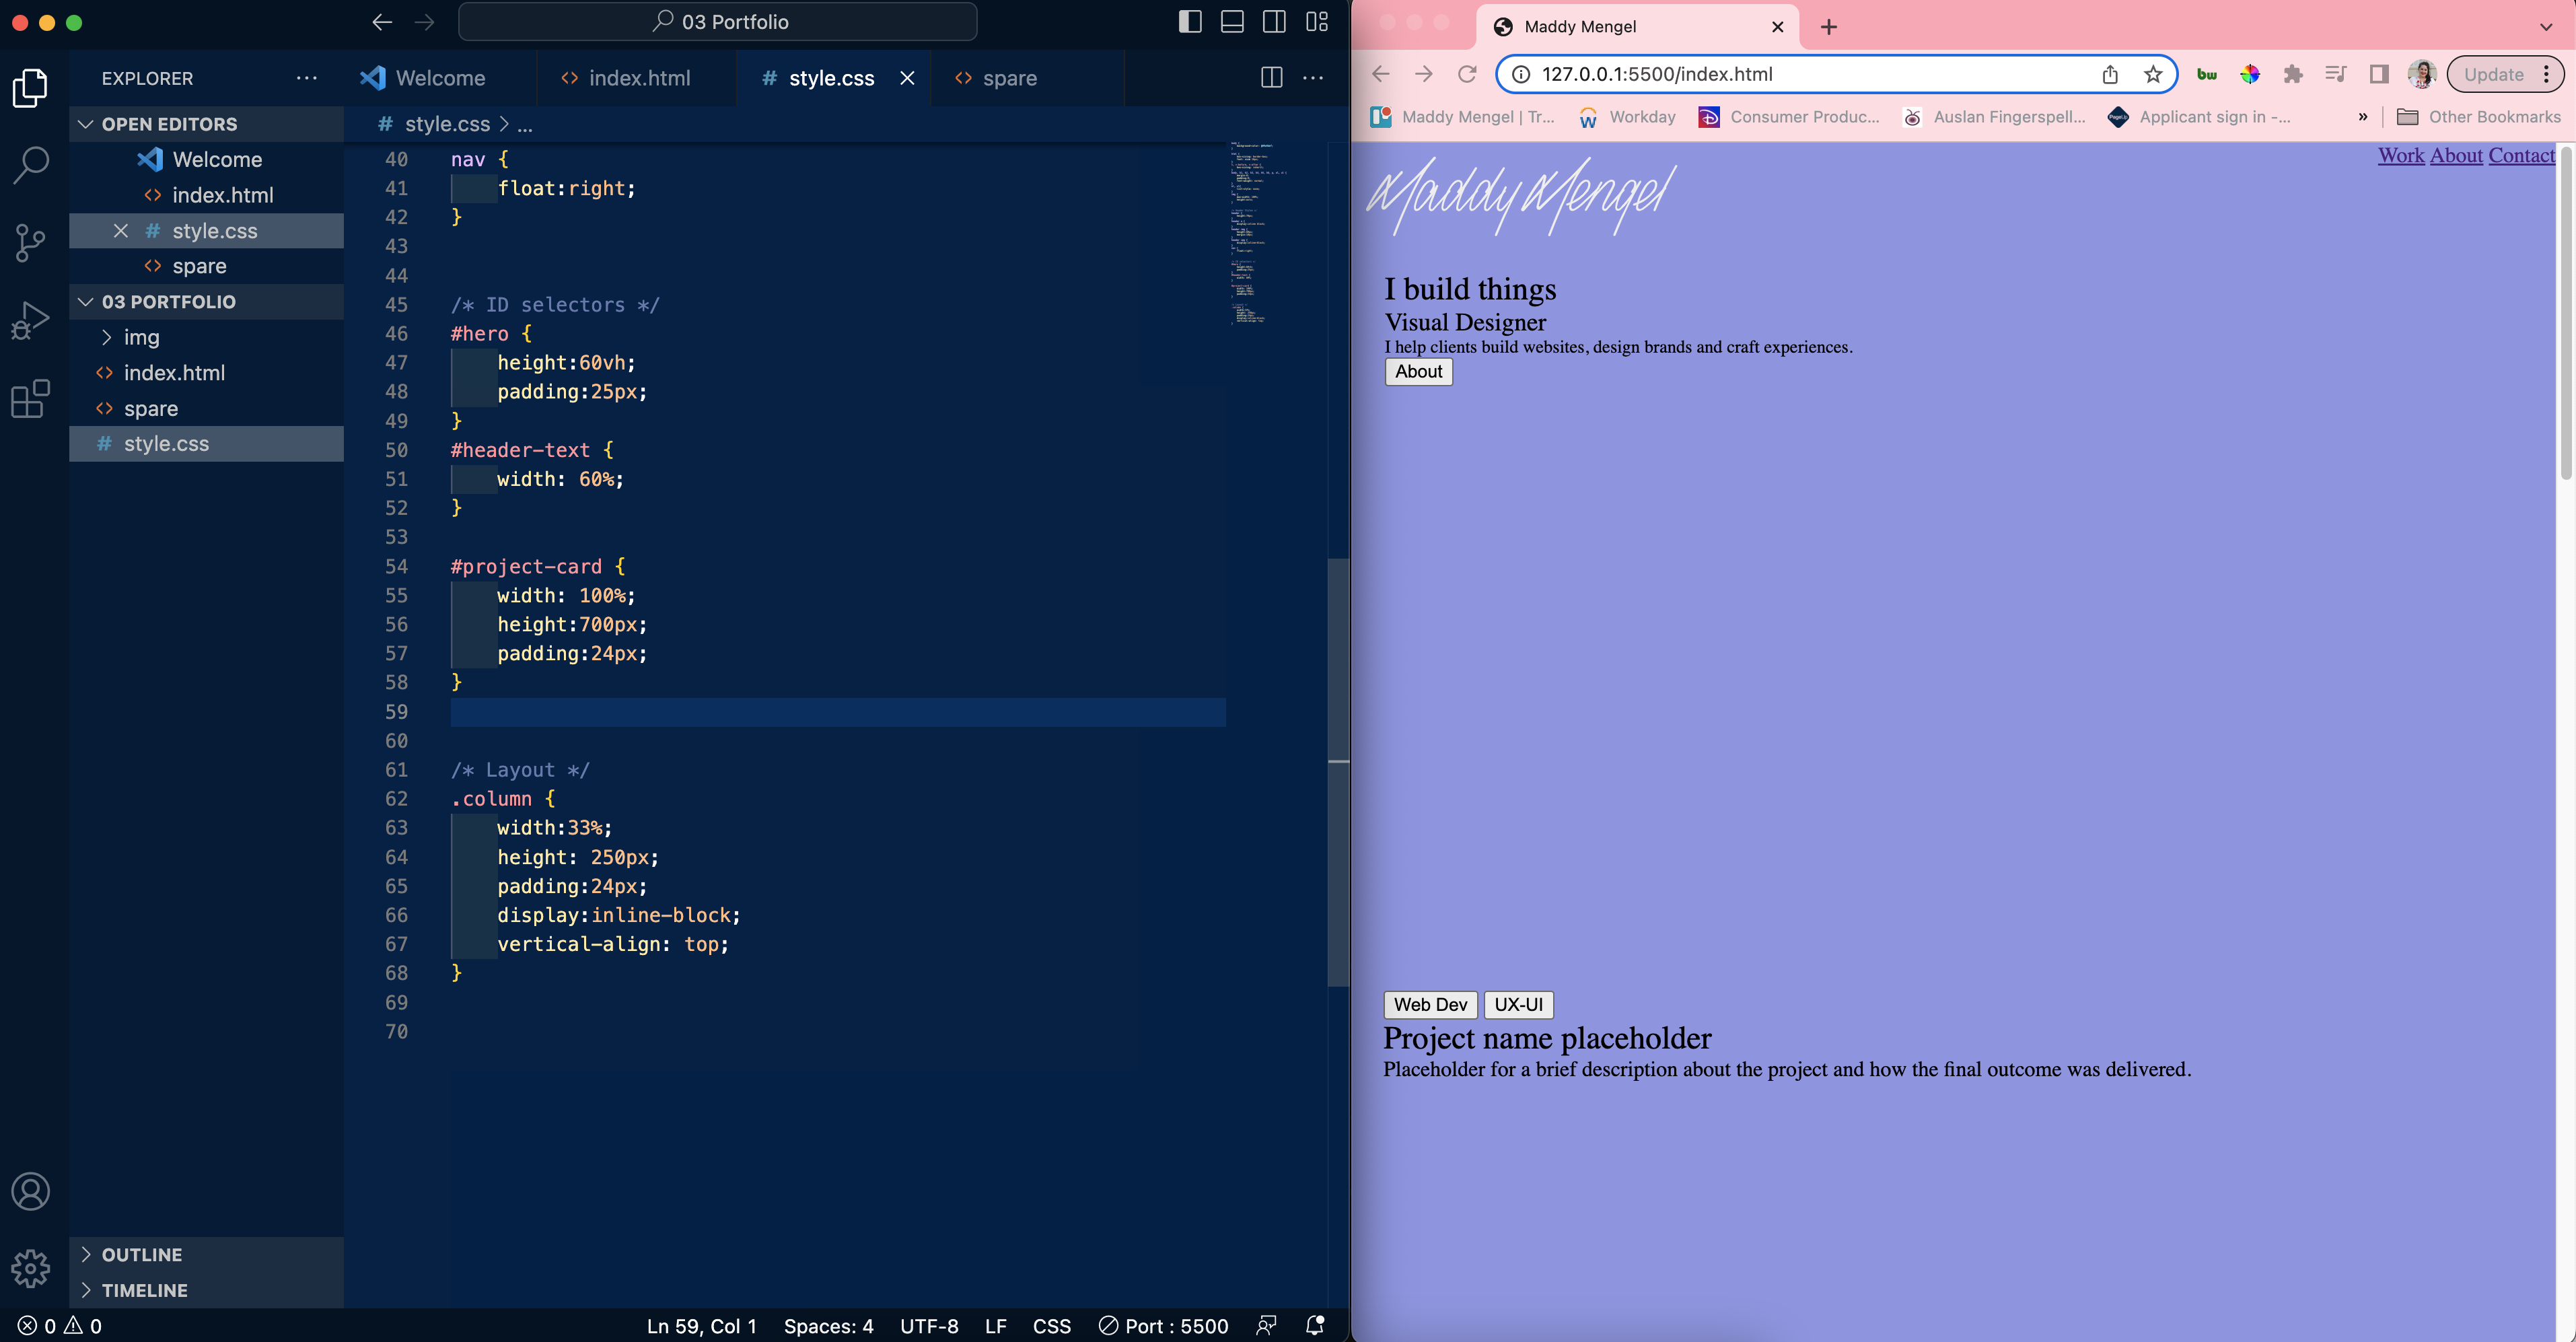 03 Portfolio
EXPLORER
Welcome
index.html
style.css
spare
OPEN EDITORS
Welcome
index.html
style.css
spare
03 PORTFOLIO
img
index.html
spare
style.css
OUTLINE
TIMELINE
# style.css > ...
40 nav {
41 float:right;
42 }
43
44
45 /* ID selectors */
46 #hero {
47 height:60vh;
48 padding:25px;
49 }
50 #header-text {
51 width: 60%;
52 }
53
54 #project-card {
55 width: 100%;
56 height:700px;
57 padding:24px;
58 }
59
60
61 /* Layout */
62 .column {
63 width:33%;
64 height: 250px;
65 padding:24px;
66 display:inline-block;
67 vertical-align: top;
68 }
69
70
0 0
Ln 59, Col 1 Spaces: 4 UTF-8 LF CSS Port : 5500
Maddy Mengel
127.0.0.1:5500/index.html
bw
Update
Maddy Mengel | Tr... Workday Consumer Produc... Auslan Fingerspell... Applicant sign in -... » Other Bookmarks
Work About Contact
Maddy Mengel
I build things
Visual Designer
I help clients build websites, design brands and craft experiences.
About
Web Dev UX-UI
Project name placeholder
Placeholder for a brief description about the project and how the final outcome was delivered.